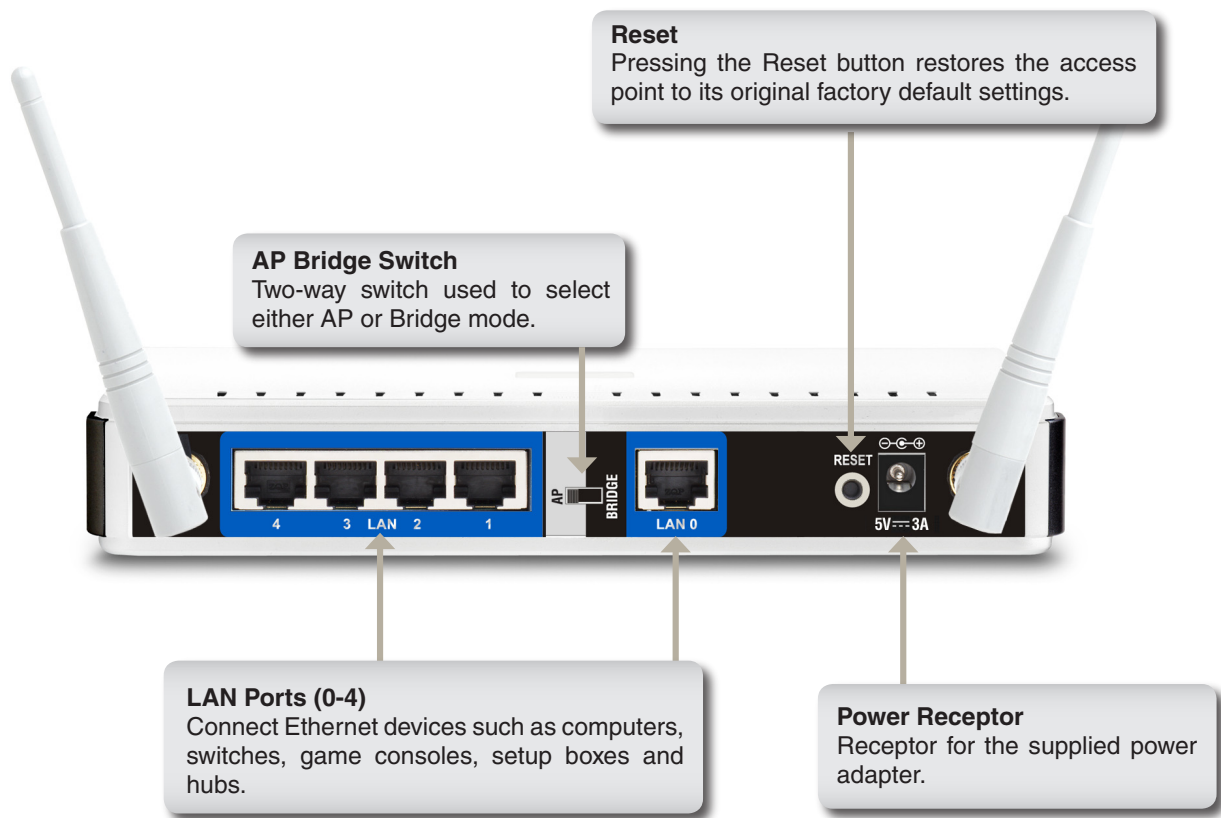 Reset
Pressing the Reset button restores the access
point to its original factory default settings.
AP Bridge Switch
Two-way switch used to select
either AP or Bridge mode.
RESET
AP
BRIDGE
4 3 LAN 2 1
LAN 0
5V 3A
LAN Ports (0-4)
Connect Ethernet devices such as computers,
switches, game consoles, setup boxes and
hubs.
Power Receptor
Receptor for the supplied power
adapter.